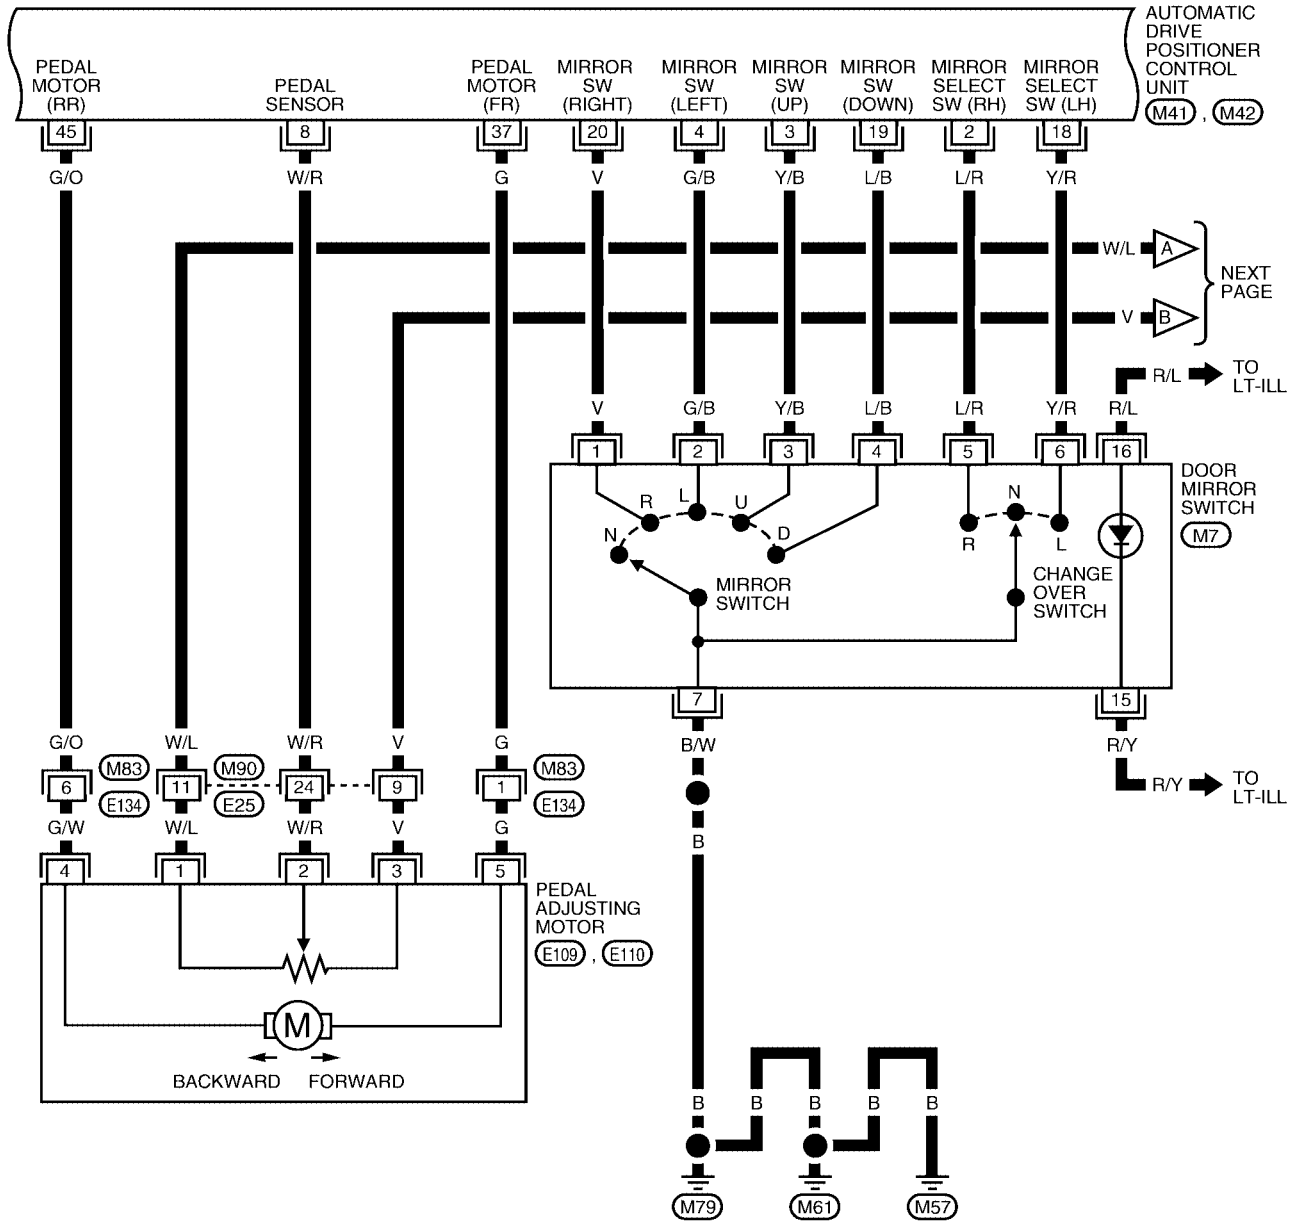 AUTOMATIC
DRIVE
POSITIONER
CONTROL
UNIT
M41 , M42
PEDAL
MOTOR
(RR)
PEDAL
SENSOR
PEDAL
MOTOR
(FR)
MIRROR
SW
(RIGHT)
MIRROR
SW
(LEFT)
MIRROR
SW
(UP)
MIRROR
SW
(DOWN)
MIRROR
SELECT
SW (RH)
MIRROR
SELECT
SW (LH)
45 8 37 20 4 3 19 2 18
G/O W/R G V G/B Y/B L/B L/R Y/R
W/L A
NEXT
PAGE
V B
R/L TO
LT-ILL
V G/B Y/B L/B L/R Y/R R/L
1 2 3 4 5 6 16
DOOR
MIRROR
SWITCH
M7
N R L U D
R N L
MIRROR
SWITCH
CHANGE
OVER
SWITCH
7 15
B/W R/Y
R/Y TO
LT-ILL
G/O W/L W/R V G
M83 M90 M83
6 11 24 9 1
E134 E25 E134
G/W W/L W/R V G
B
4 1 2 3 5
PEDAL
ADJUSTING
MOTOR
E109 , E110
M
BACKWARD FORWARD
B B B B B
M79 M61 M57